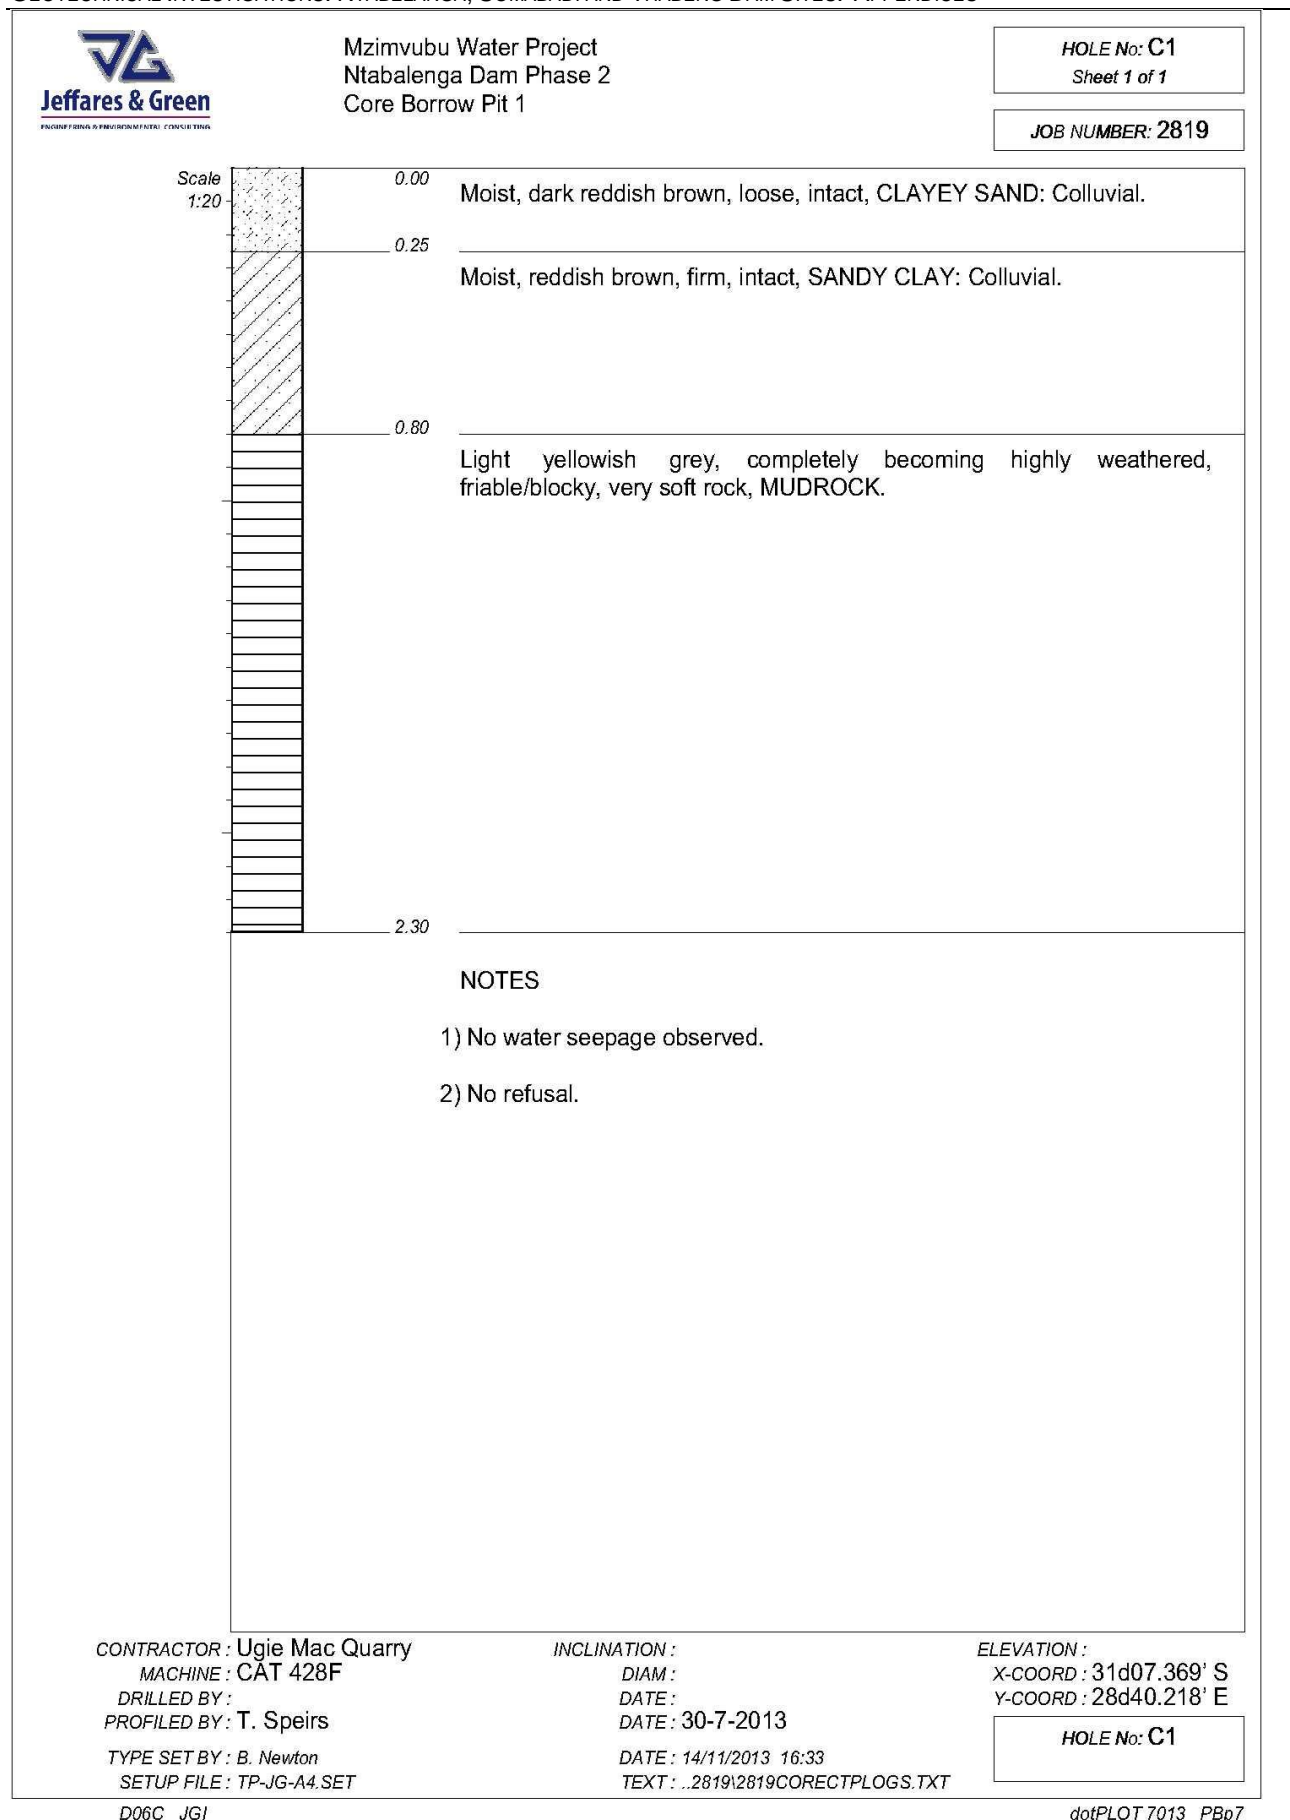 JG
Jeffares & Green
ENGINEERING & ENVIRONMENTAL CONSULTING
Mzimvubu Water Project
Ntabalenga Dam Phase 2
Core Borrow Pit 1
HOLE No: C1
Sheet 1 of 1
JOB NUMBER: 2819
Scale
1:20
0.00
Moist, dark reddish brown, loose, intact, CLAYEY SAND: Colluvial.
0.25
Moist, reddish brown, firm, intact, SANDY CLAY: Colluvial.
0.80
Light yellowish grey, completely becoming highly weathered,
friable/blocky, very soft rock, MUDROCK.
2.30
NOTES
1) No water seepage observed.
2) No refusal.
CONTRACTOR : Ugie Mac Quarry
MACHINE : CAT 428F
DRILLED BY :
PROFILED BY : T. Speirs
TYPE SET BY : B. Newton
SETUP FILE : TP-JG-A4.SET
INCLINATION :
DIAM :
DATE :
DATE : 30-7-2013
DATE : 14/11/2013 16:33
TEXT : ..2819\2819CORECTPLOGS.TXT
ELEVATION :
X-COORD : 31d07.369' S
Y-COORD : 28d40.218' E
HOLE No: C1
D06C JGI
dotPLOT 7013 PBp7